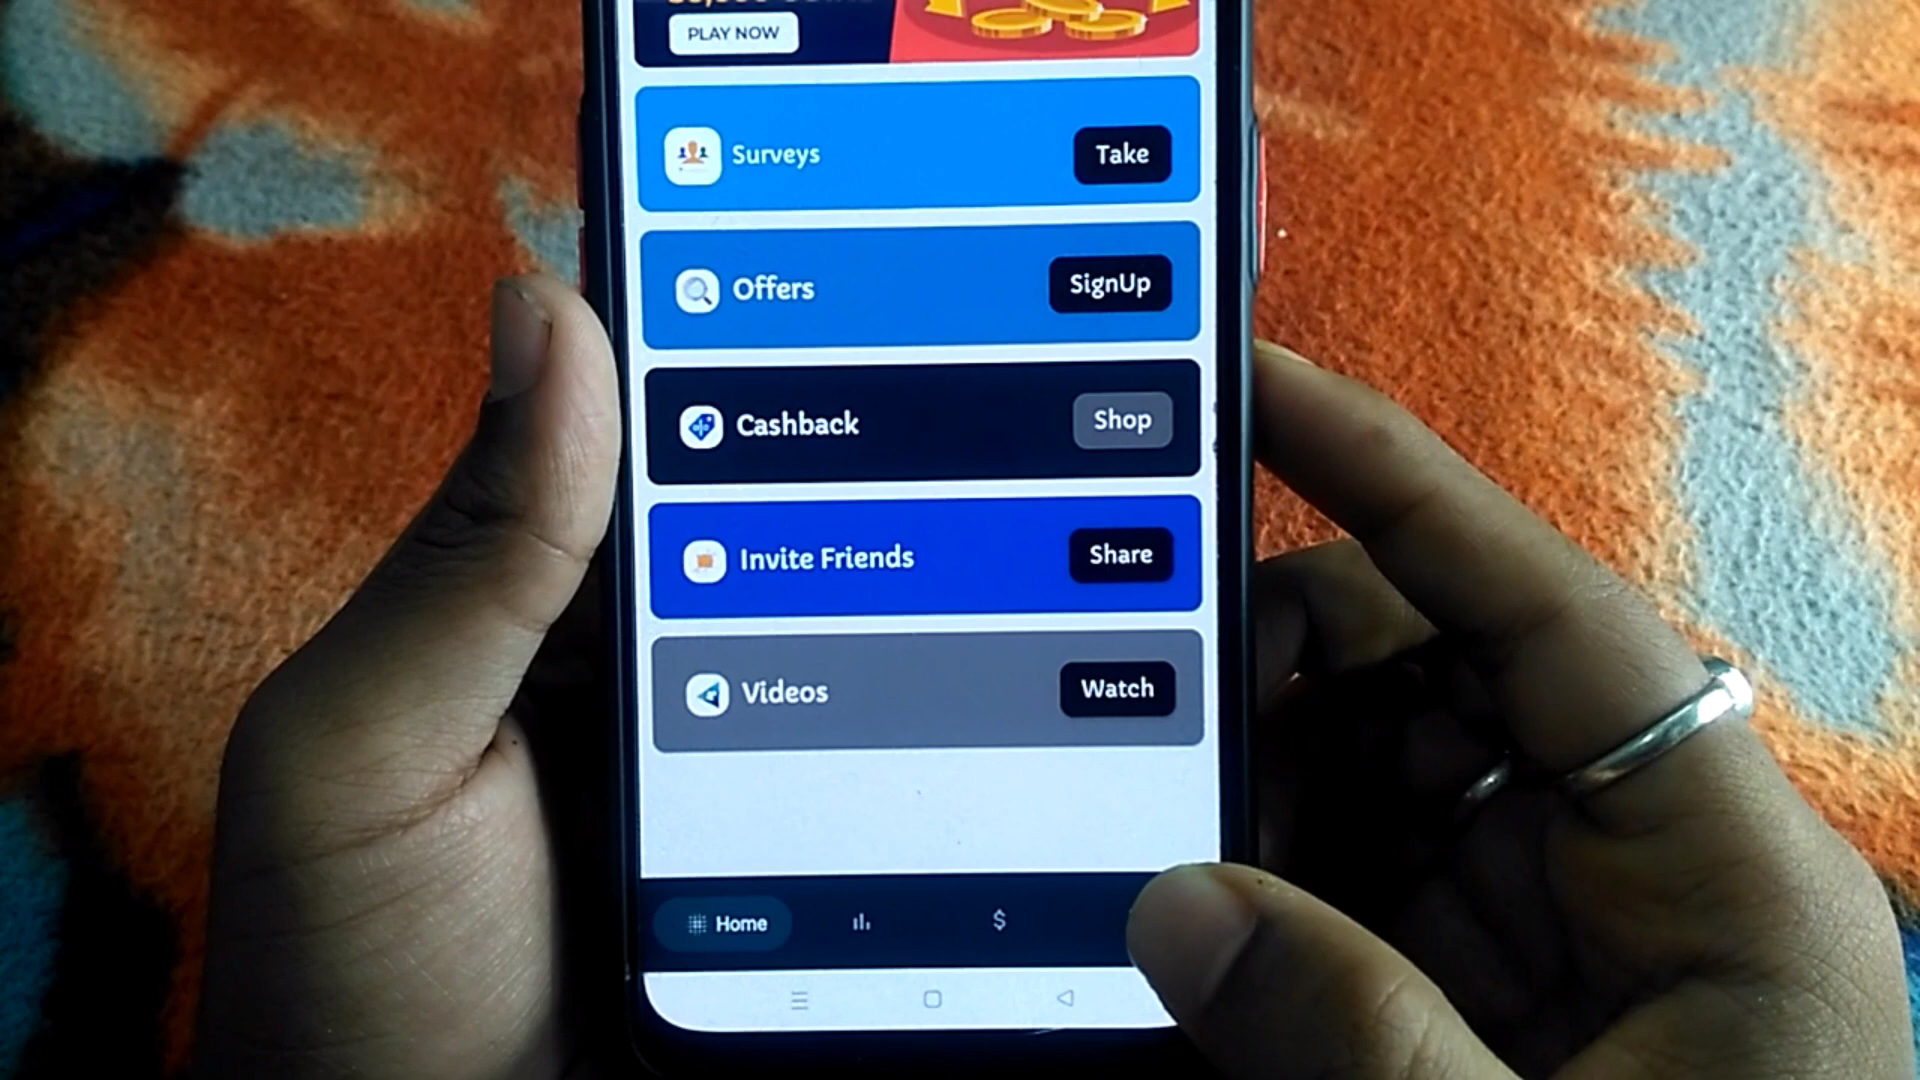 PLAY NOW
Surveys
Take
Offers
SignUp
Cashback
Shop
Invite Friends
Share
Videos
Watch
Home
$